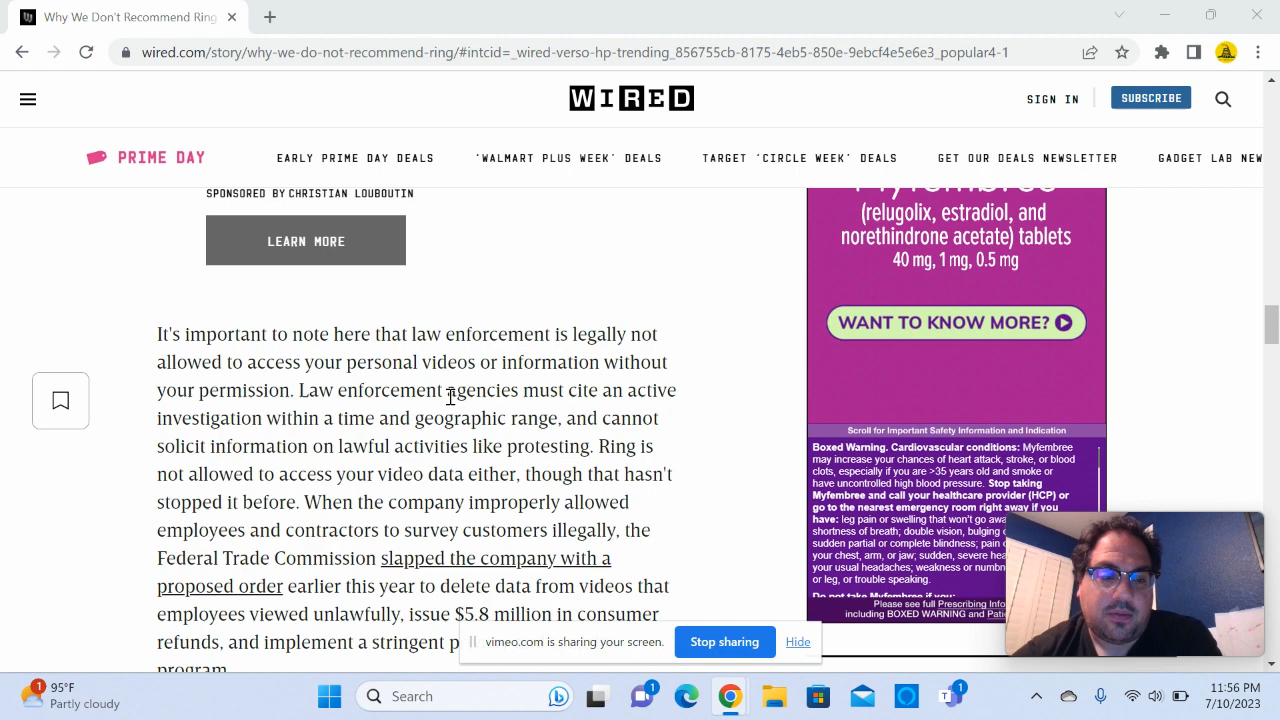 Why We Don't Recommend Ring
wired.com/story/why-we-do-not-recommend-ring/#intcid=_wired-verso-hp-trending_856755cb-8175-4eb5-850e-9ebcf4e5e6e3_popular4-1
WIRED
SIGN IN
SUBSCRIBE
PRIME DAY
EARLY PRIME DAY DEALS
'WALMART PLUS WEEK' DEALS
TARGET 'CIRCLE WEEK' DEALS
GET OUR DEALS NEWSLETTER
GADGET LAB NEW
SPONSORED BY CHRISTIAN LOUBOUTIN
LEARN MORE
It's important to note here that law enforcement is legally not
allowed to access your personal videos or information without
your permission. Law enforcement agencies must cite an active
investigation within a time and geographic range, and cannot
solicit information on lawful activities like protesting. Ring is
not allowed to access your video data either, though that hasn't
stopped it before. When the company improperly allowed
employees and contractors to survey customers illegally, the
Federal Trade Commission slapped the company with a
proposed order earlier this year to delete data from videos that
employees viewed unlawfully, issue $5.8 million in consumer
refunds, and implement a stringent p
program.
(relugolix, estradiol, and
norethindrone acetate) tablets
40 mg, 1 mg, 0.5 mg
WANT TO KNOW MORE?
Scroll for Important Safety Information and Indication
Boxed Warning. Cardiovascular conditions: Myfembree
may increase your chances of heart attack, stroke, or blood
clots, especially if you are >35 years old and smoke or
have uncontrolled high blood pressure. Stop taking
Myfembree and call your healthcare provider (HCP) or
go to the nearest emergency room right away if you
have: leg pain or swelling that won't go awa
shortness of breath; double vision, bulging o
sudden partial or complete blindness; pain o
your chest, arm, or jaw; sudden, severe hea
your usual headaches; weakness or numbn
or leg, or trouble speaking.
Do not take Myfembree if you:
Please see full Prescribing Info
including BOXED WARNING and Patie
vimeo.com is sharing your screen.
Stop sharing
Hide
1
95°F
Partly cloudy
Search
1
1
11:56 PM
7/10/2023